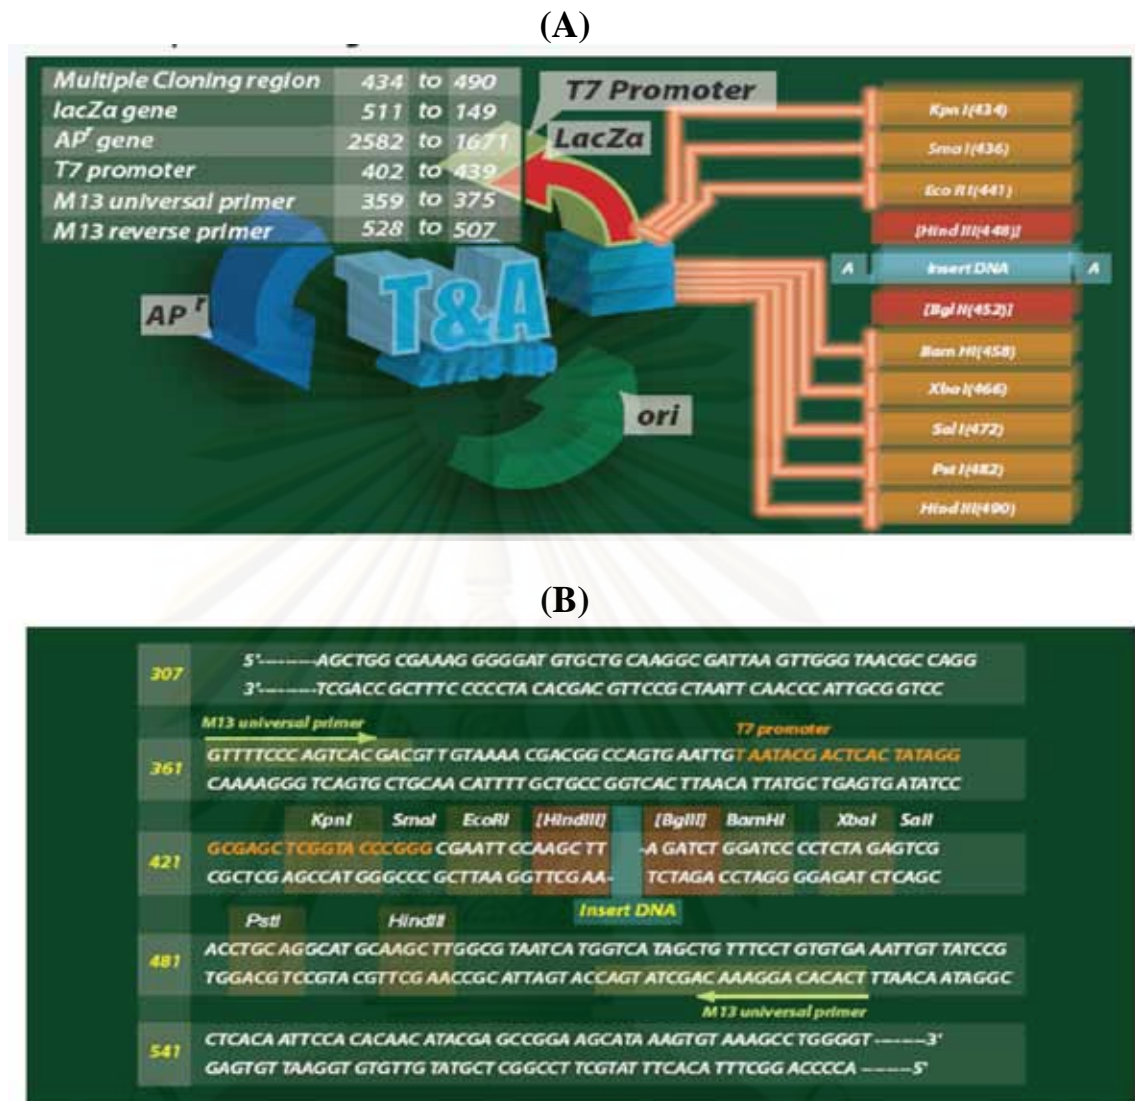 (A)
Multiple Cloning region 434 to 490
lacZa gene 511 to 149
APr gene 2582 to 1671
T7 promoter 402 to 439
M13 universal primer 359 to 375
M13 reverse primer 528 to 507
T7 Promoter
LacZa
APr
T&A
ori
Kpn I(434)
Sma I(436)
Eco RI(441)
[Hind III(448)]
A Insert DNA A
[Bgl II(452)]
Bam HI(458)
Xba I(466)
Sal I(472)
Pst I(482)
Hind III(490)
(B)
307 5'----------AGCTGG CGAAAG GGGGAT GTGCTG CAAGGC GATTAA GTTGGG TAACGC CAGG
3'----------TCGACC GCTTTC CCCCTA CACGAC GTTCCG CTAATT CAACCC ATTGCG GTCC
M13 universal primer T7 promoter
361 GTTTTCCC AGTCAC GACGTT GTAAAA CGACGG CCAGTG AATTGT AATACG ACTCAC TATAGG
CAAAAGGG TCAGTG CTGCAA CATTTT GCTGCC GGTCAC TTAACA TTATGC TGAGTG ATATCC
KpnI SmaI EcoRI [HindIII] [BglII] BamHI XbaI SalI
421 GCGAGC TCGGTA CCCGGG CGAATT CCAAGC TT -A GATCT GGATCC CCTCTA GAGTCG
CGCTCG AGCCAT GGGCCC GCTTAA GGTTCG AA- TCTAGA CCTAGG GGAGAT CTCAGC
Insert DNA
PstI HindIII
481 ACCTGC AGGCAT GCAAGC TTGGCG TAATCA TGGTCA TAGCTG TTTCCT GTGTGA AATTGT TATCCG
TGGACG TCCGTA CGTTCG AACCGC ATTAGT ACCAGT ATCGAC AAAGGA CACACT TTAACA ATAGGC
M13 universal primer
541 CTCACA ATTCCA CACAAC ATACGA GCCGGA AGCATA AAGTGT AAAGCC TGGGGT ---------3'
GAGTGT TAAGGT GTGTTG TATGCT CGGCCT TCGTAT TTCACA TTTCGG ACCCCA ---------5'